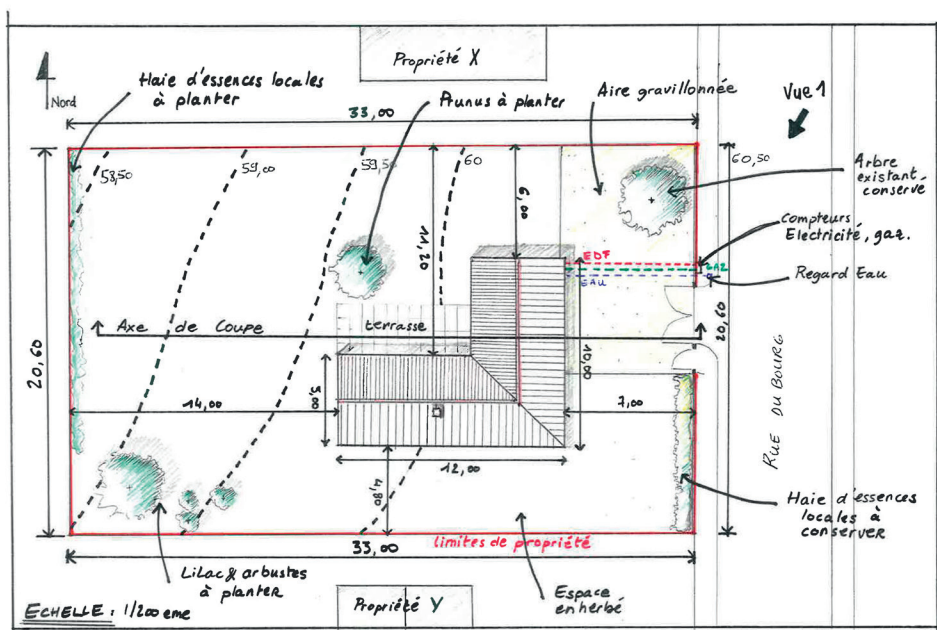 Propriété X
Nord
Haie d'essences locales
à planter
33,00
Prunus à planter
Aire gravillonnée
Vue 1
58,50
59,00
59,50
60
60,50
Arbre
existant
conservé
6,00
11,20
Compteurs
Electricité, gaz.
EDF
GAZ
EAU
Regard Eau
Axe de Coupe
terrasse
20,60
20,60
10,00
5,00
14,00
7,00
12,00
4,80
RUE DU BOURG
Haie d'essences
locales à
conserver
limites de propriété
33,00
Lilac & arbustes
à planter
Propriété Y
Espace
enherbé
ECHELLE : 1/200 eme